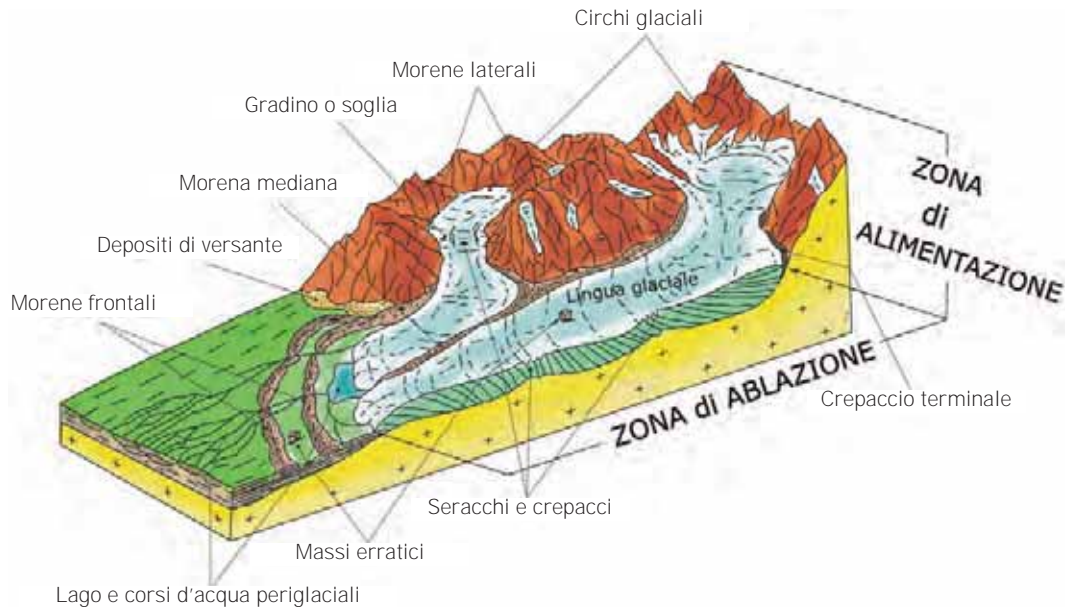 Circhi glaciali
Morene laterali
Gradino o soglia
Morena mediana
Depositi di versante
Morene frontali
ZONA
di
ALIMENTAZIONE
Lingua glaciale
ZONA di ABLAZIONE
Crepaccio terminale
Seracchi e crepacci
Massi erratici
Lago e corsi d'acqua periglaciali